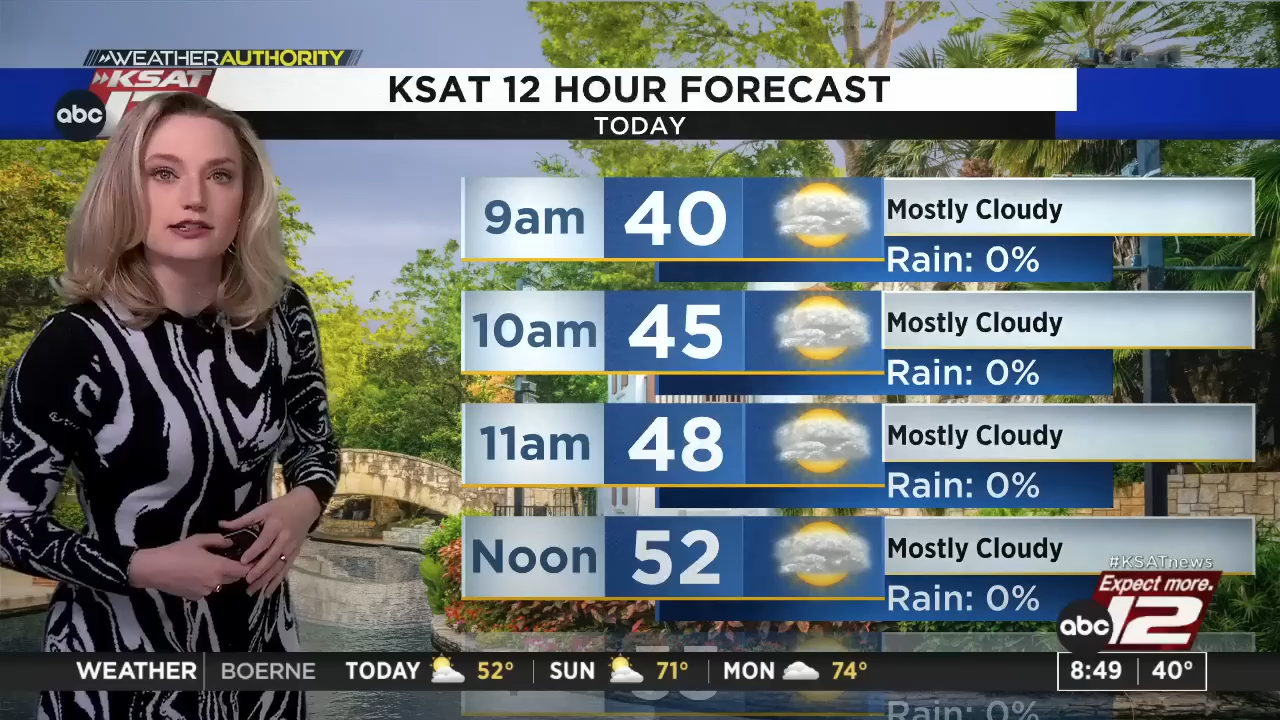 WEATHERAUTHORITY
KSAT
abc
KSAT 12 HOUR FORECAST
TODAY
9am 40 Mostly Cloudy
Rain: 0%
10am 45 Mostly Cloudy
Rain: 0%
11am 48 Mostly Cloudy
Rain: 0%
Noon 52 Mostly Cloudy
Rain: 0%
#KSATnews
Expect more.
abc 12
WEATHER BOERNE TODAY 52° SUN 71° MON 74° 8:49 40°
Rain: 0%